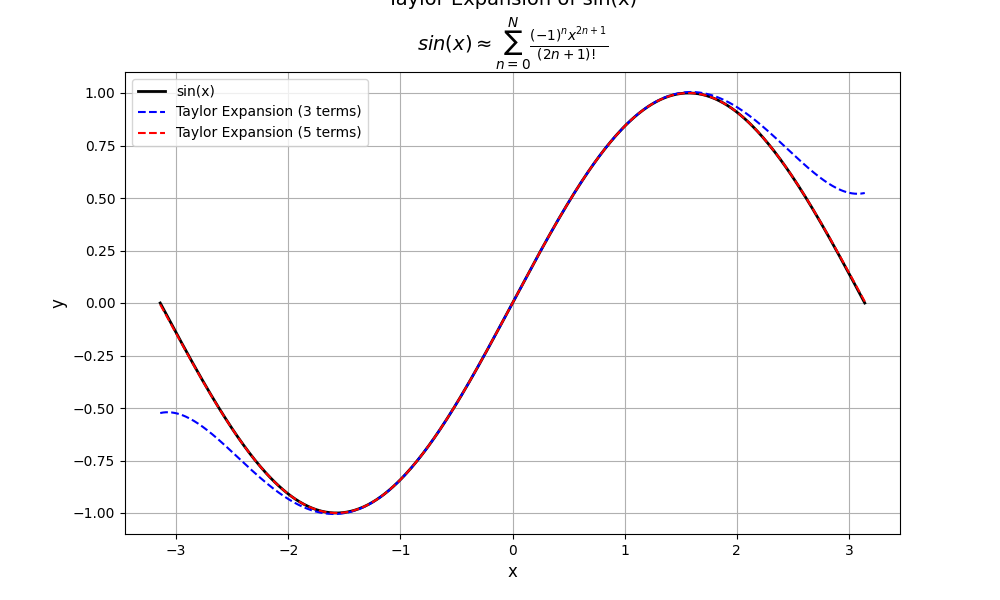 Taylor Expansion of sin(x)
sin(x) ≈ \sum_{n=0}^{N} \frac{(-1)^n x^{2n+1}}{(2n+1)!}
sin(x)
Taylor Expansion (3 terms)
Taylor Expansion (5 terms)
1.00
0.75
0.50
0.25
0.00
−0.25
−0.50
−0.75
−1.00
y
−3 −2 −1 0 1 2 3
x